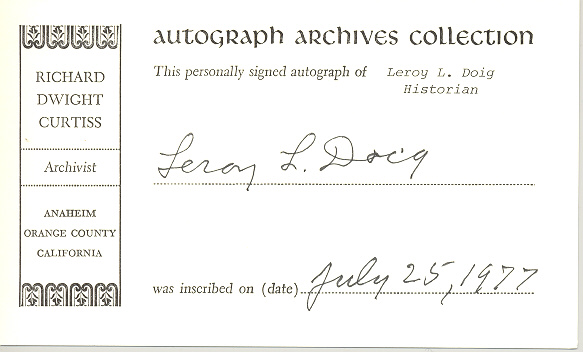 AUTOGRAPH ARCHIVES COLLECTION
This personally signed autograph of Leroy L. Doig
Historian
RICHARD
DWIGHT
CURTISS
Archivist
ANAHEIM
ORANGE COUNTY
CALIFORNIA
Leroy L. Doig
was inscribed on (date) July 25, 1977